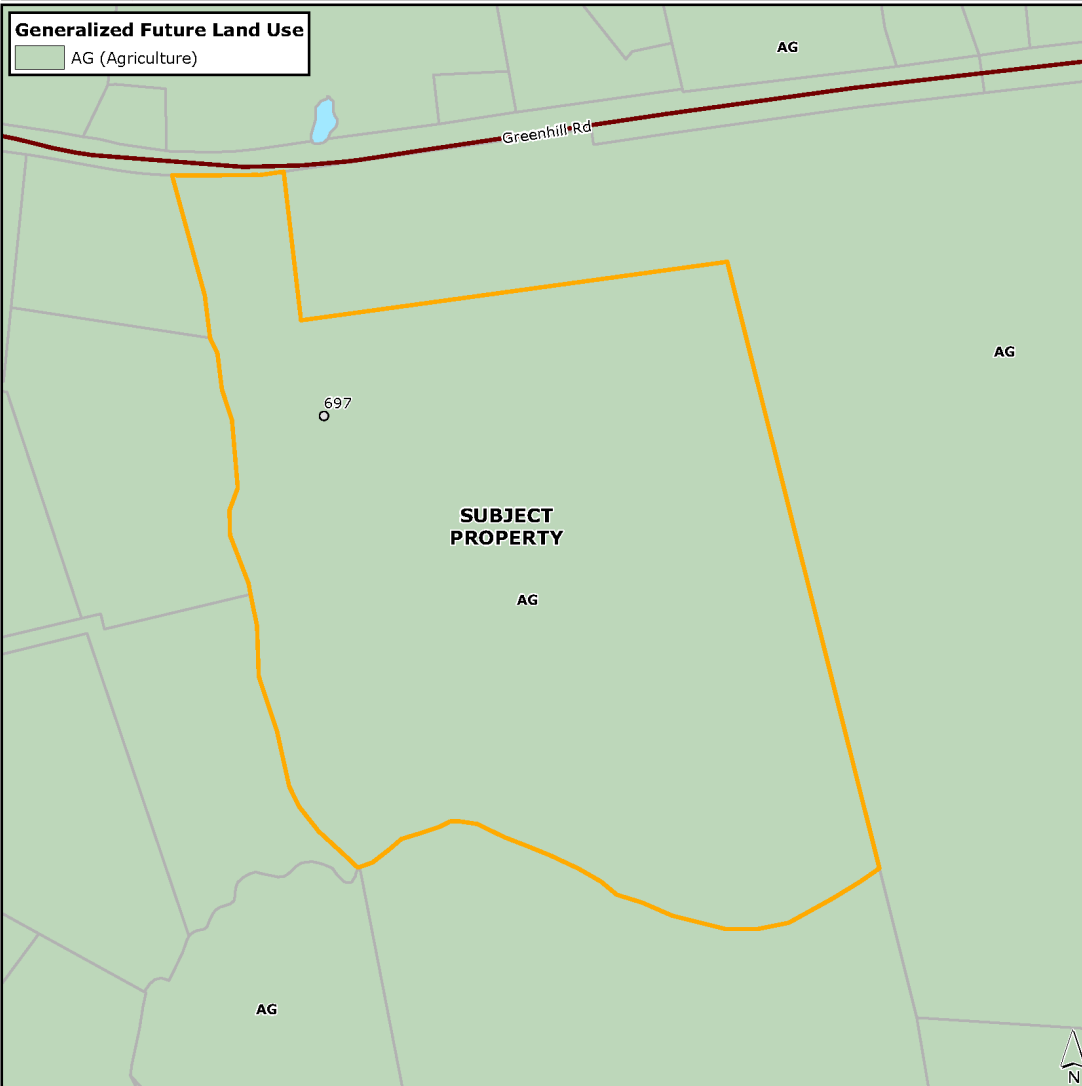 Generalized Future Land Use
AG (Agriculture)
AG
Greenhill Rd
AG
697
SUBJECT
PROPERTY
AG
AG
N